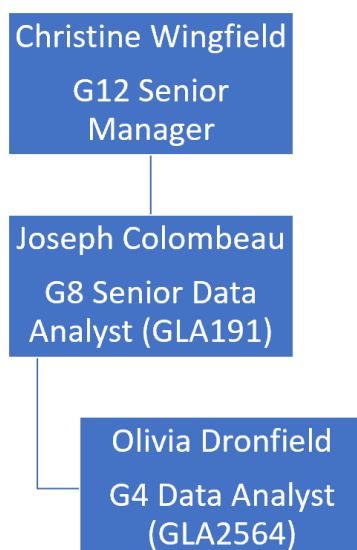 Christine Wingfield
G12 Senior
Manager
Joseph Colombeau
G8 Senior Data
Analyst (GLA191)
Olivia Dronfield
G4 Data Analyst
(GLA2564)